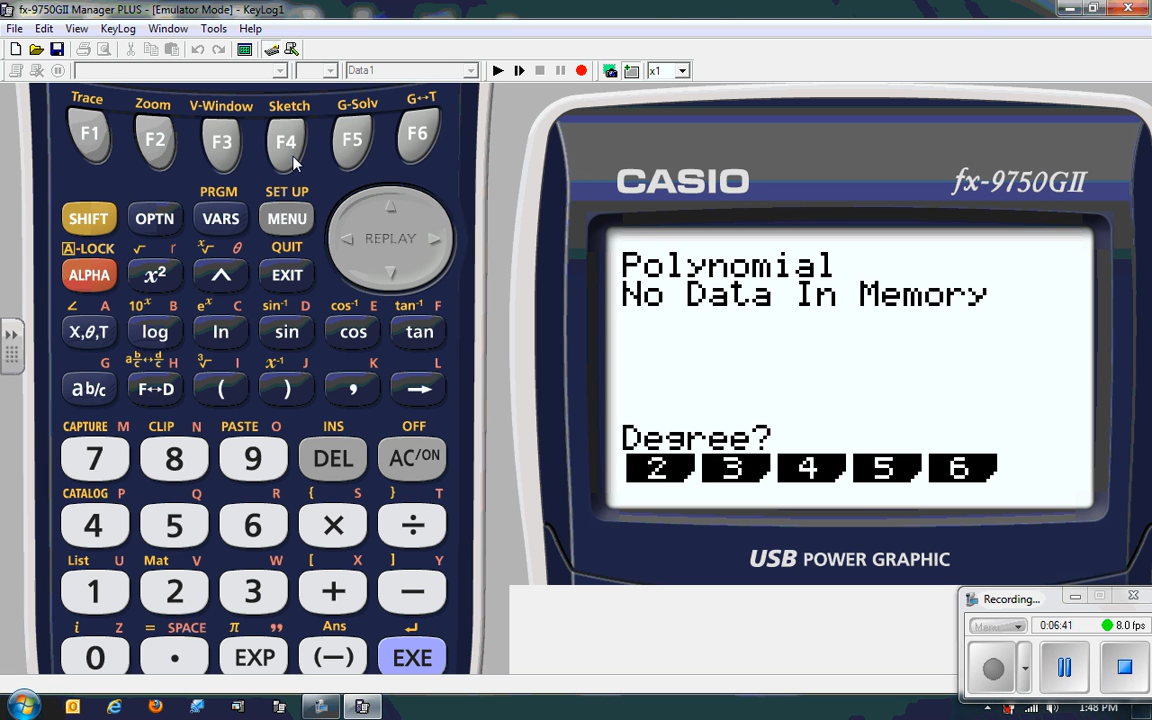 fx-9750GII Manager PLUS - [Emulator Mode] - KeyLog1
File Edit View KeyLog Window Tools Help
Data1 x1
Trace Zoom V-Window Sketch G-Solv G↔T
F1 F2 F3 F4 F5 F6
PRGM SET UP
SHIFT OPTN VARS MENU REPLAY
A-LOCK √ r ˣ√ θ QUIT
ALPHA x² ^ EXIT
∠ A 10ˣ B eˣ C sin⁻¹ D cos⁻¹ E tan⁻¹ F
X,θ,T log ln sin cos tan
G a b/c↔d/c H ³√ I x⁻¹ J K L
a b/c F↔D ( ) , →
CAPTURE M CLIP N PASTE O INS OFF
7 8 9 DEL AC/ON
CATALOG P Q R { S } T
4 5 6 × ÷
List U Mat V W [ X ] Y
1 2 3 + −
i Z = SPACE π " Ans ↵
0 . EXP (−) EXE
CASIO fx-9750GII
Polynomial
No Data In Memory
Degree?
2 3 4 5 6
USB POWER GRAPHIC
Recording...
Menu 0:06:41 8.0 fps
1:48 PM